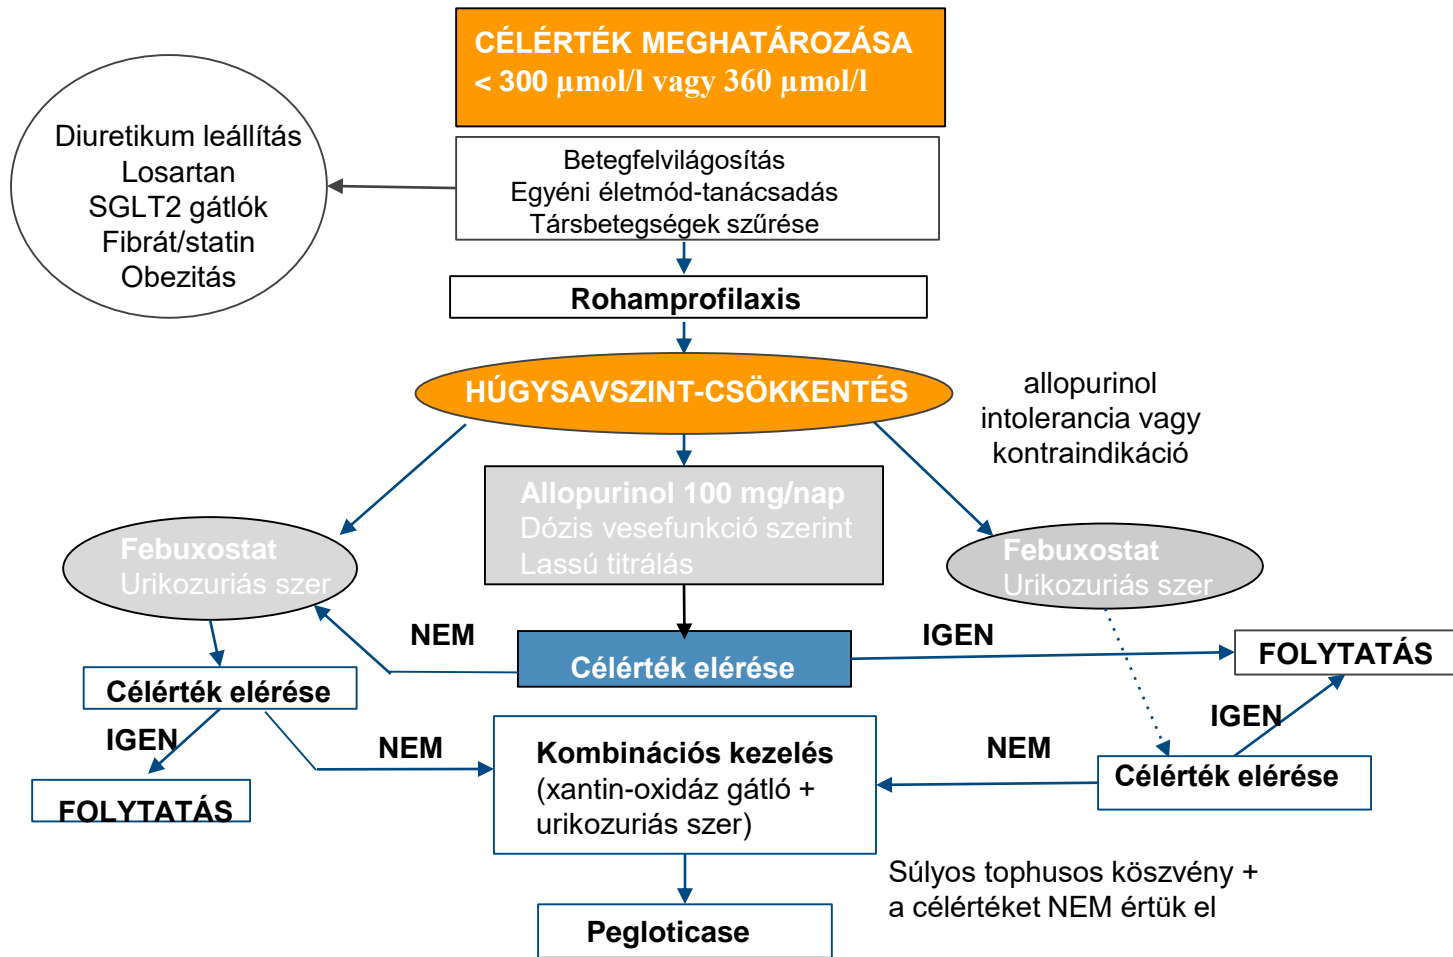 CÉLÉRTÉK MEGHATÁROZÁSA
< 300 µmol/l vagy 360 µmol/l
Diuretikum leállítás
Losartan
SGLT2 gátlók
Fibrát/statin
Obezitás
Betegfelvilágosítás
Egyéni életmód-tanácsadás
Társbetegségek szűrése
Rohamprofilaxis
HÚGYSAVSZINT-CSÖKKENTÉS
allopurinol
intolerancia vagy
kontraindikáció
Allopurinol 100 mg/nap
Dózis vesefunkció szerint
Lassú titrálás
Febuxostat
Urikozuriás szer
Febuxostat
Urikozuriás szer
NEM
Célérték elérése
IGEN
FOLYTATÁS
Célérték elérése
IGEN
NEM
FOLYTATÁS
Kombinációs kezelés
(xantin-oxidáz gátló +
urikozuriás szer)
NEM
IGEN
Célérték elérése
Súlyos tophusos köszvény +
a célértéket NEM értük el
Pegloticase